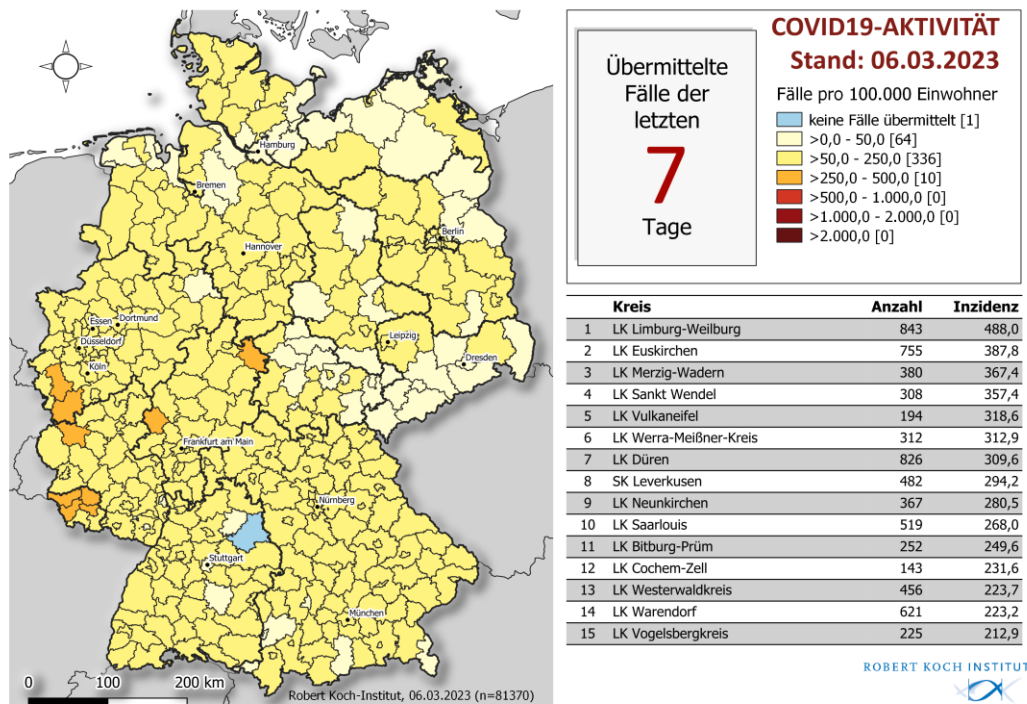 Hamburg
Bremen
Berlin
Hannover
Essen
Dortmund
Düsseldorf
Köln
Leipzig
Dresden
Frankfurt am Main
Nürnberg
Stuttgart
München
0 100 200 km
Robert Koch-Institut, 06.03.2023 (n=81370)
Übermittelte
Fälle der
letzten
7
Tage
COVID19-AKTIVITÄT
Stand: 06.03.2023
Fälle pro 100.000 Einwohner
keine Fälle übermittelt [1]
>0,0 - 50,0 [64]
>50,0 - 250,0 [336]
>250,0 - 500,0 [10]
>500,0 - 1.000,0 [0]
>1.000,0 - 2.000,0 [0]
>2.000,0 [0]
Kreis Anzahl Inzidenz
1 LK Limburg-Weilburg 843 488,0
2 LK Euskirchen 755 387,8
3 LK Merzig-Wadern 380 367,4
4 LK Sankt Wendel 308 357,4
5 LK Vulkaneifel 194 318,6
6 LK Werra-Meißner-Kreis 312 312,9
7 LK Düren 826 309,6
8 SK Leverkusen 482 294,2
9 LK Neunkirchen 367 280,5
10 LK Saarlouis 519 268,0
11 LK Bitburg-Prüm 252 249,6
12 LK Cochem-Zell 143 231,6
13 LK Westerwaldkreis 456 223,7
14 LK Warendorf 621 223,2
15 LK Vogelsbergkreis 225 212,9
ROBERT KOCH INSTITUT